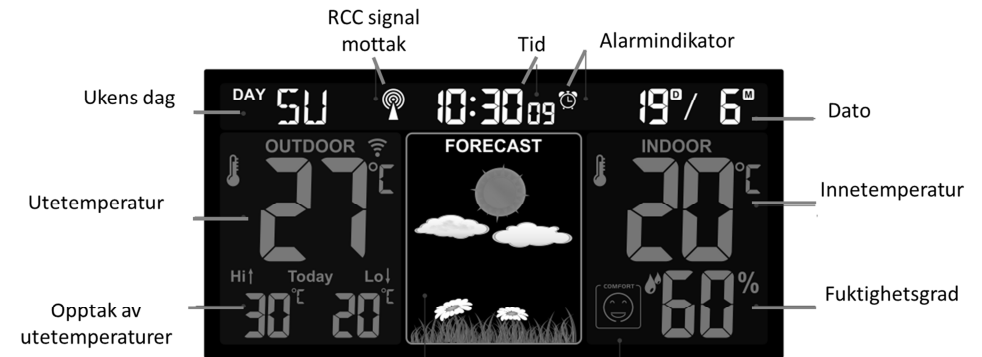 RCC signal
mottak
Tid
Alarmindikator
Ukens dag
DAY SU 10:30 09 19 D / 6 M
Dato
OUTDOOR
FORECAST
INDOOR
27 °C
20 °C
Utetemperatur
Innetemperatur
Hi↑ Today Lo↓
30 °C 20 °C
COMFORT
60 %
Opptak av
utetemperaturer
Fuktighetsgrad